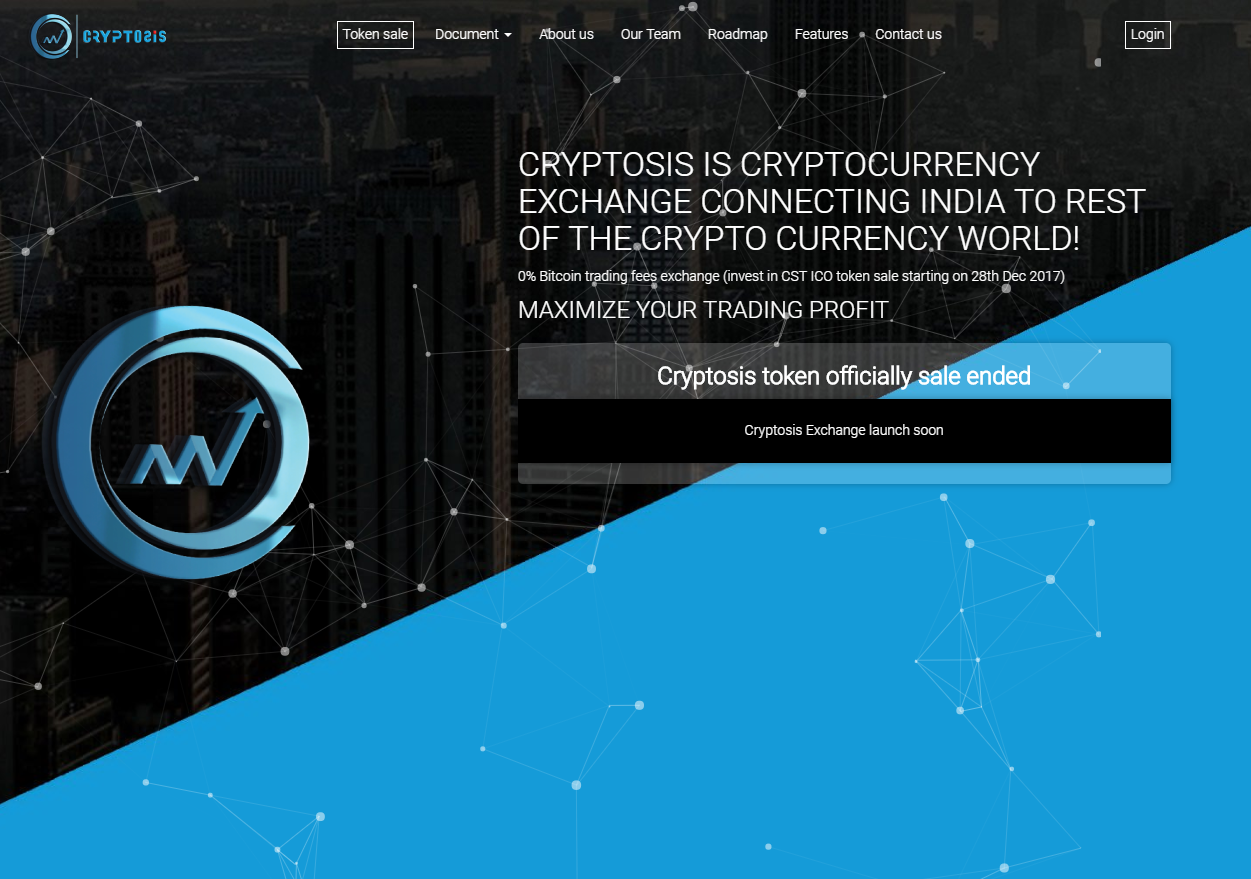 CRYPTOSIS
Token sale
Document
About us
Our Team
Roadmap
Features
Contact us
Login
CRYPTOSIS IS CRYPTOCURRENCY
EXCHANGE CONNECTING INDIA TO REST
OF THE CRYPTO CURRENCY WORLD!
0% Bitcoin trading fees exchange (invest in CST ICO token sale starting on 28th Dec 2017)
MAXIMIZE YOUR TRADING PROFIT
Cryptosis token officially sale ended
Cryptosis Exchange launch soon